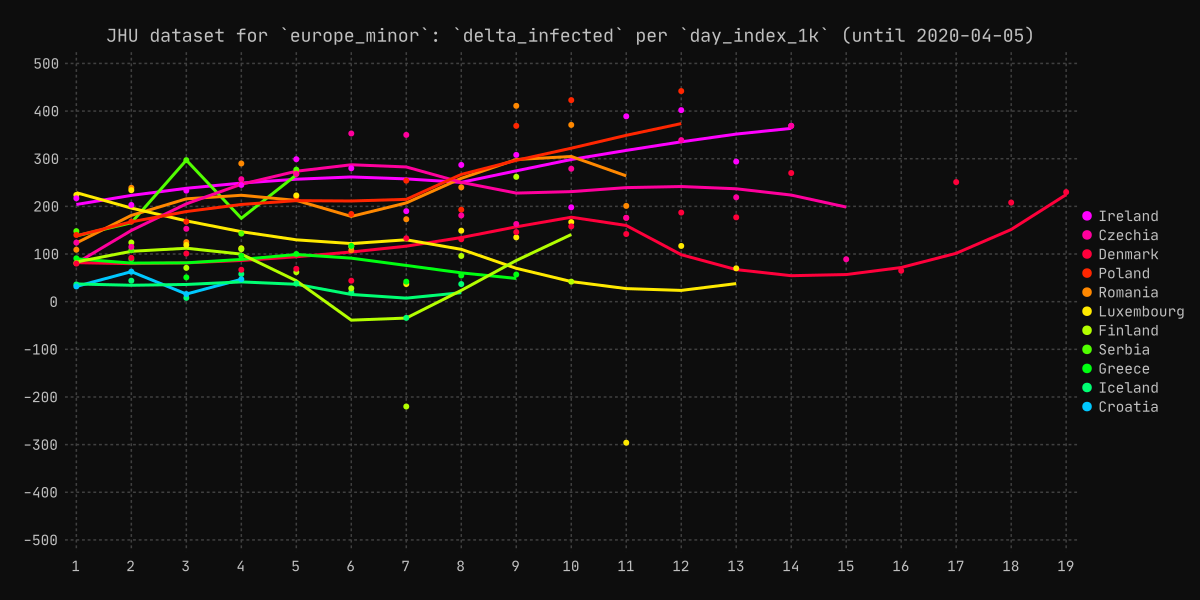 JHU dataset for `europe_minor`: `delta_infected` per `day_index_1k` (until 2020-04-05)
500
400
300
200
100
0
-100
-200
-300
-400
-500
1 2 3 4 5 6 7 8 9 10 11 12 13 14 15 16 17 18 19
Ireland
Czechia
Denmark
Poland
Romania
Luxembourg
Finland
Serbia
Greece
Iceland
Croatia